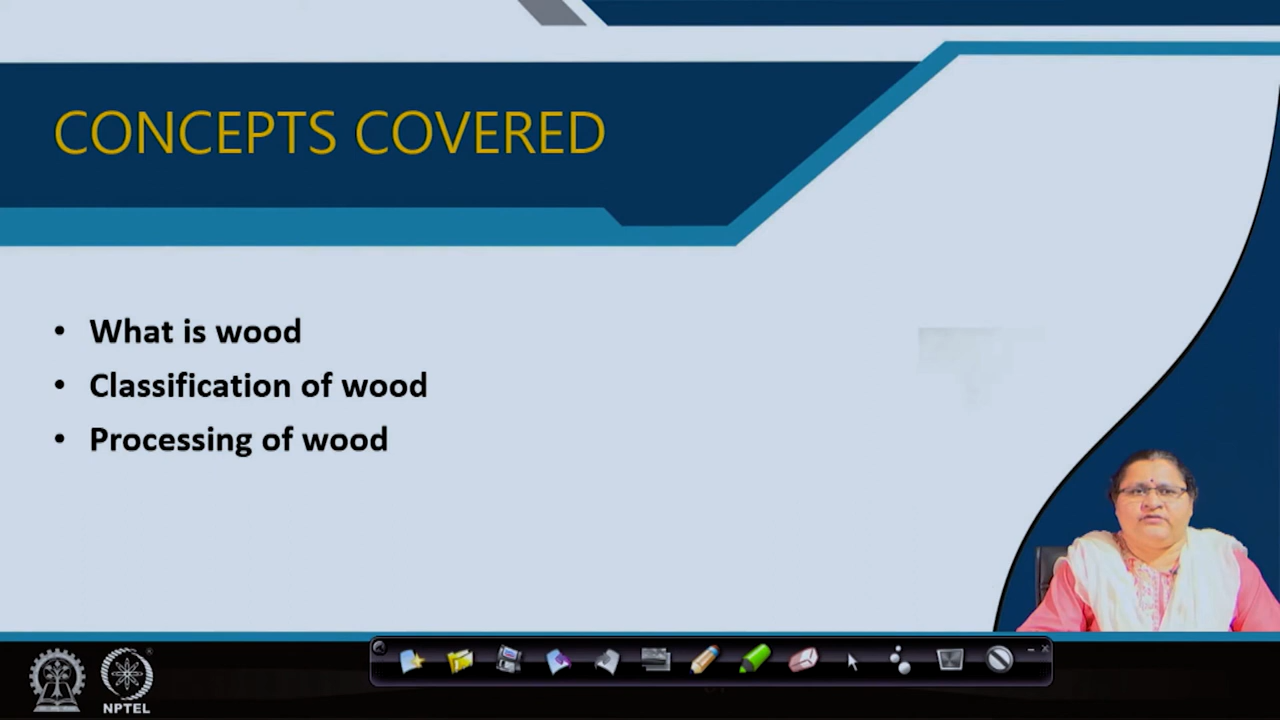 CONCEPTS COVERED
• What is wood
• Classification of wood
• Processing of wood
NPTEL